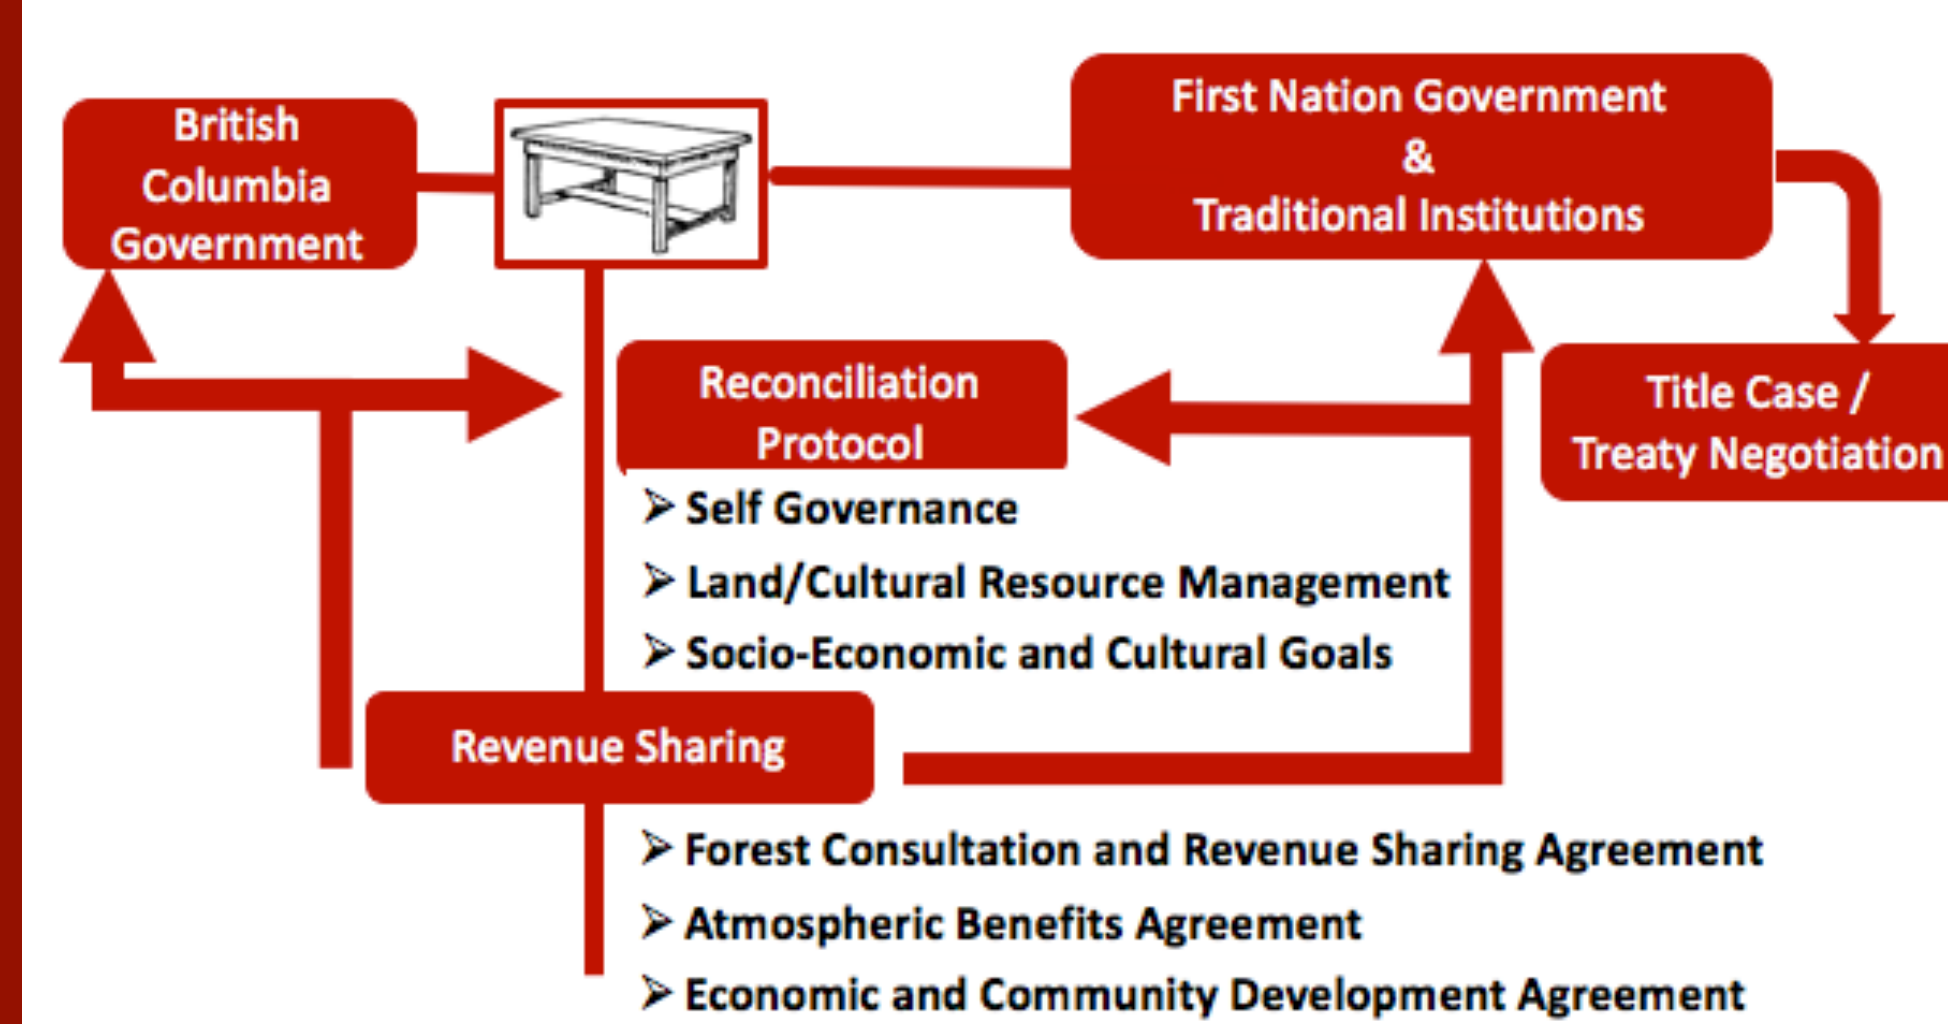 British
Columbia
Government
First Nation Government
&
Traditional Institutions
Reconciliation
Protocol
Title Case /
Treaty Negotiation
➢ Self Governance
➢ Land/Cultural Resource Management
➢ Socio-Economic and Cultural Goals
Revenue Sharing
➢ Forest Consultation and Revenue Sharing Agreement
➢ Atmospheric Benefits Agreement
➢ Economic and Community Development Agreement